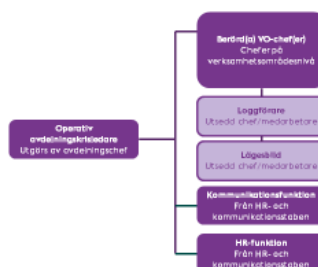 Berörd(a) VO-chef(er)
Chefer på
verksamhetsområdesnivå
Loggförare
Utsedd chef/medarbetare
Operativ
avdelningskrisledare
Utgörs av avdelningschef
Lägesbild
Utsedd chef/medarbetare
Kommunikationsfunktion
Från HR- och
kommunikationsstaben
HR-funktion
Från HR- och
kommunikationsstaben